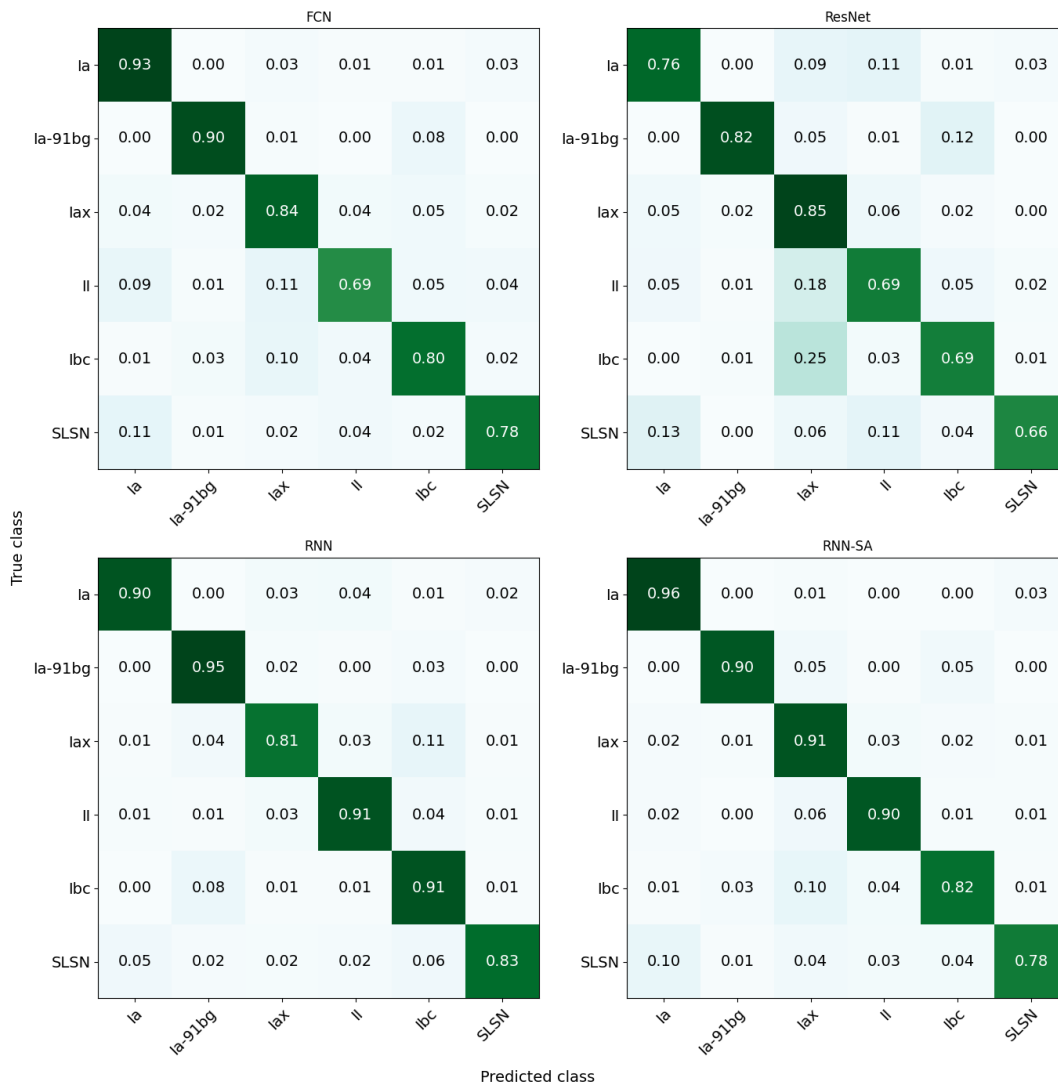 FCN ResNet
Ia 0.93 0.00 0.03 0.01 0.01 0.03 Ia 0.76 0.00 0.09 0.11 0.01 0.03
Ia-91bg 0.00 0.90 0.01 0.00 0.08 0.00 Ia-91bg 0.00 0.82 0.05 0.01 0.12 0.00
Iax 0.04 0.02 0.84 0.04 0.05 0.02 Iax 0.05 0.02 0.85 0.06 0.02 0.00
II 0.09 0.01 0.11 0.69 0.05 0.04 II 0.05 0.01 0.18 0.69 0.05 0.02
Ibc 0.01 0.03 0.10 0.04 0.80 0.02 Ibc 0.00 0.01 0.25 0.03 0.69 0.01
SLSN 0.11 0.01 0.02 0.04 0.02 0.78 SLSN 0.13 0.00 0.06 0.11 0.04 0.66
Ia Ia-91bg Iax II Ibc SLSN Ia Ia-91bg Iax II Ibc SLSN
True class
RNN RNN-SA
Ia 0.90 0.00 0.03 0.04 0.01 0.02 Ia 0.96 0.00 0.01 0.00 0.00 0.03
Ia-91bg 0.00 0.95 0.02 0.00 0.03 0.00 Ia-91bg 0.00 0.90 0.05 0.00 0.05 0.00
Iax 0.01 0.04 0.81 0.03 0.11 0.01 Iax 0.02 0.01 0.91 0.03 0.02 0.01
II 0.01 0.01 0.03 0.91 0.04 0.01 II 0.02 0.00 0.06 0.90 0.01 0.01
Ibc 0.00 0.08 0.01 0.01 0.91 0.01 Ibc 0.01 0.03 0.10 0.04 0.82 0.01
SLSN 0.05 0.02 0.02 0.02 0.06 0.83 SLSN 0.10 0.01 0.04 0.03 0.04 0.78
Ia Ia-91bg Iax II Ibc SLSN Ia Ia-91bg Iax II Ibc SLSN
Predicted class